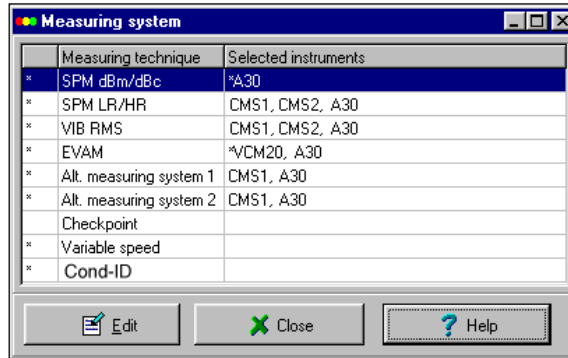 Measuring system
Measuring technique Selected instruments
* SPM dBm/dBc *A30
* SPM LR/HR CMS1, CMS2, A30
* VIB RMS CMS1, CMS2, A30
* EVAM *VCM20, A30
* Alt. measuring system 1 CMS1, A30
* Alt. measuring system 2 CMS1, A30
Checkpoint
* Variable speed
* Cond-ID
Edit Close ? Help